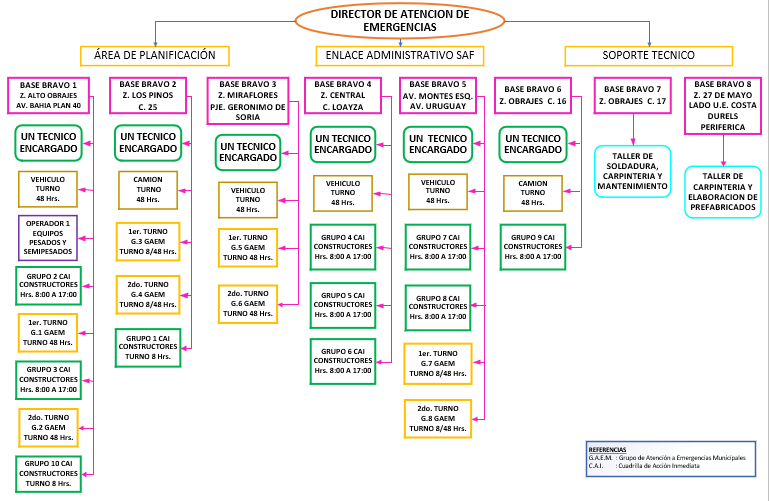 DIRECTOR DE ATENCION DE
EMERGENCIAS
ÁREA DE PLANIFICACIÓN
ENLACE ADMINISTRATIVO SAF
SOPORTE TECNICO
BASE BRAVO 1
Z. ALTO OBRAJES
AV. BAHIA PLAN 40
UN TECNICO
ENCARGADO
VEHICULO
TURNO
48 Hrs.
OPERADOR 1
EQUIPOS
PESADOS Y
SEMIPESADOS
GRUPO 2 CAI
CONSTRUCTORES
Hrs. 8:00 A 17:00
1er. TURNO
G.1 GAEM
TURNO 48 Hrs.
GRUPO 3 CAI
CONSTRUCTORES
Hrs. 8:00 A 17:00
2do. TURNO
G.2 GAEM
TURNO 48 Hrs.
GRUPO 10 CAI
CONSTRUCTORES
TURNO 8 Hrs.
BASE BRAVO 2
Z. LOS PINOS
C. 25
UN TECNICO
ENCARGADO
CAMION
TURNO
48 Hrs.
1er. TURNO
G.3 GAEM
TURNO 8/48 Hrs.
2do. TURNO
G.4 GAEM
TURNO 8/48 Hrs.
GRUPO 1 CAI
CONSTRUCTORES
TURNO 8 Hrs.
BASE BRAVO 3
Z. MIRAFLORES
PJE. GERONIMO DE
SORIA
UN TECNICO
ENCARGADO
VEHICULO
TURNO
48 Hrs.
1er. TURNO
G.5 GAEM
TURNO 48 Hrs.
2do. TURNO
G.6 GAEM
TURNO 48 Hrs.
BASE BRAVO 4
Z. CENTRAL
C. LOAYZA
UN TECNICO
ENCARGADO
VEHICULO
TURNO
48 Hrs.
GRUPO 4 CAI
CONSTRUCTORES
Hrs. 8:00 A 17:00
GRUPO 5 CAI
CONSTRUCTORES
Hrs. 8:00 A 17:00
GRUPO 6 CAI
CONSTRUCTORES
Hrs. 8:00 A 17:00
BASE BRAVO 5
AV. MONTES ESQ.
AV. URUGUAY
UN TECNICO
ENCARGADO
VEHICULO
TURNO
48 Hrs.
GRUPO 7 CAI
CONSTRUCTORES
Hrs. 8:00 A 17:00
GRUPO 8 CAI
CONSTRUCTORES
Hrs. 8:00 A 17:00
1er. TURNO
G.7 GAEM
TURNO 8/48 Hrs.
2do. TURNO
G.8 GAEM
TURNO 8/48 Hrs.
BASE BRAVO 6
Z. OBRAJES C. 16
UN TECNICO
ENCARGADO
CAMION
TURNO
48 Hrs.
GRUPO 9 CAI
CONSTRUCTORES
Hrs. 8:00 A 17:00
BASE BRAVO 7
Z. OBRAJES C. 17
TALLER DE
SOLDADURA,
CARPINTERIA Y
MANTENIMIENTO
BASE BRAVO 8
Z. 27 DE MAYO
LADO U.E. COSTA
DURELS
PERIFERICA
TALLER DE
CARPINTERIA Y
ELABORACION DE
PREFABRICADOS
REFERENCIAS
G.A.E.M. : Grupo de Atención a Emergencias Municipales
C.A.I. : Cuadrilla de Acción Inmediata